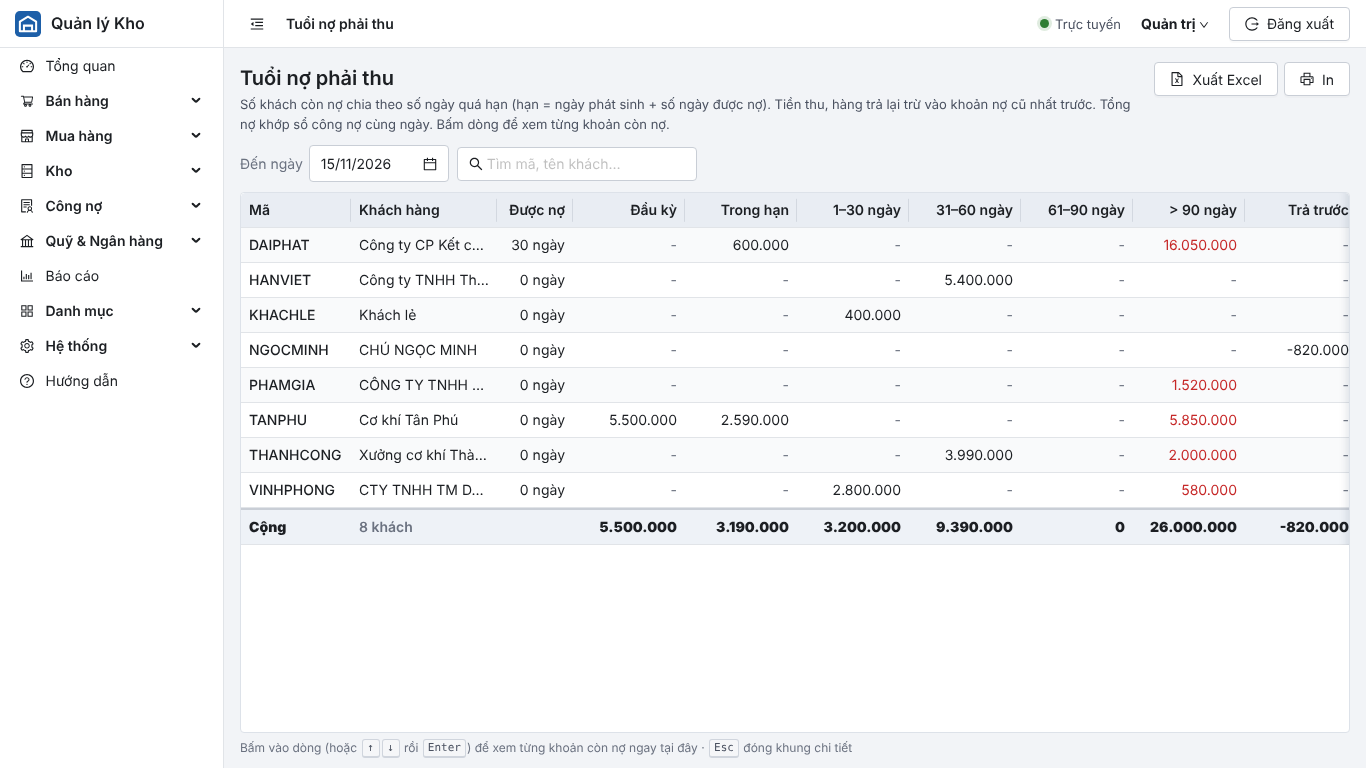 Quản lý Kho
Tuổi nợ phải thu
Trực tuyến
Quản trị
Đăng xuất
Tổng quan
Bán hàng
Mua hàng
Kho
Công nợ
Quỹ & Ngân hàng
Báo cáo
Danh mục
Hệ thống
Hướng dẫn
Tuổi nợ phải thu
Xuất Excel
In
Số khách còn nợ chia theo số ngày quá hạn (hạn = ngày phát sinh + số ngày được nợ). Tiền thu, hàng trả lại trừ vào khoản nợ cũ nhất trước. Tổng
nợ khớp sổ công nợ cùng ngày. Bấm dòng để xem từng khoản còn nợ.
Đến ngày 15/11/2026 Tìm mã, tên khách...
Mã Khách hàng Được nợ Đầu kỳ Trong hạn 1–30 ngày 31–60 ngày 61–90 ngày > 90 ngày Trả trước
DAIPHAT Công ty CP Kết c... 30 ngày - 600.000 - - - 16.050.000 -
HANVIET Công ty TNHH Th... 0 ngày - - - 5.400.000 - - -
KHACHLE Khách lẻ 0 ngày - - 400.000 - - - -
NGOCMINH CHÚ NGỌC MINH 0 ngày - - - - - - -820.000
PHAMGIA CÔNG TY TNHH ... 0 ngày - - - - - 1.520.000 -
TANPHU Cơ khí Tân Phú 0 ngày 5.500.000 2.590.000 - - - 5.850.000 -
THANHCONG Xưởng cơ khí Thà... 0 ngày - - - 3.990.000 - 2.000.000 -
VINHPHONG CTY TNHH TM D... 0 ngày - - 2.800.000 - - 580.000 -
Cộng 8 khách 5.500.000 3.190.000 3.200.000 9.390.000 0 26.000.000 -820.000
Bấm vào dòng (hoặc ↑ ↓ rồi Enter ) để xem từng khoản còn nợ ngay tại đây · Esc đóng khung chi tiết